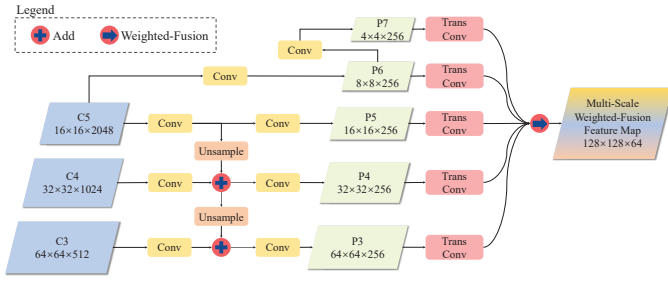 Legend
Add
Weighted-Fusion
P7
4×4×256
Trans
Conv
Conv
Conv
P6
8×8×256
Trans
Conv
C5
16×16×2048
Conv
Conv
P5
16×16×256
Trans
Conv
Multi-Scale
Weighted-Fusion
Feature Map
128×128×64
Unsample
C4
32×32×1024
Conv
Conv
P4
32×32×256
Trans
Conv
Unsample
C3
64×64×512
Conv
Conv
P3
64×64×256
Trans
Conv